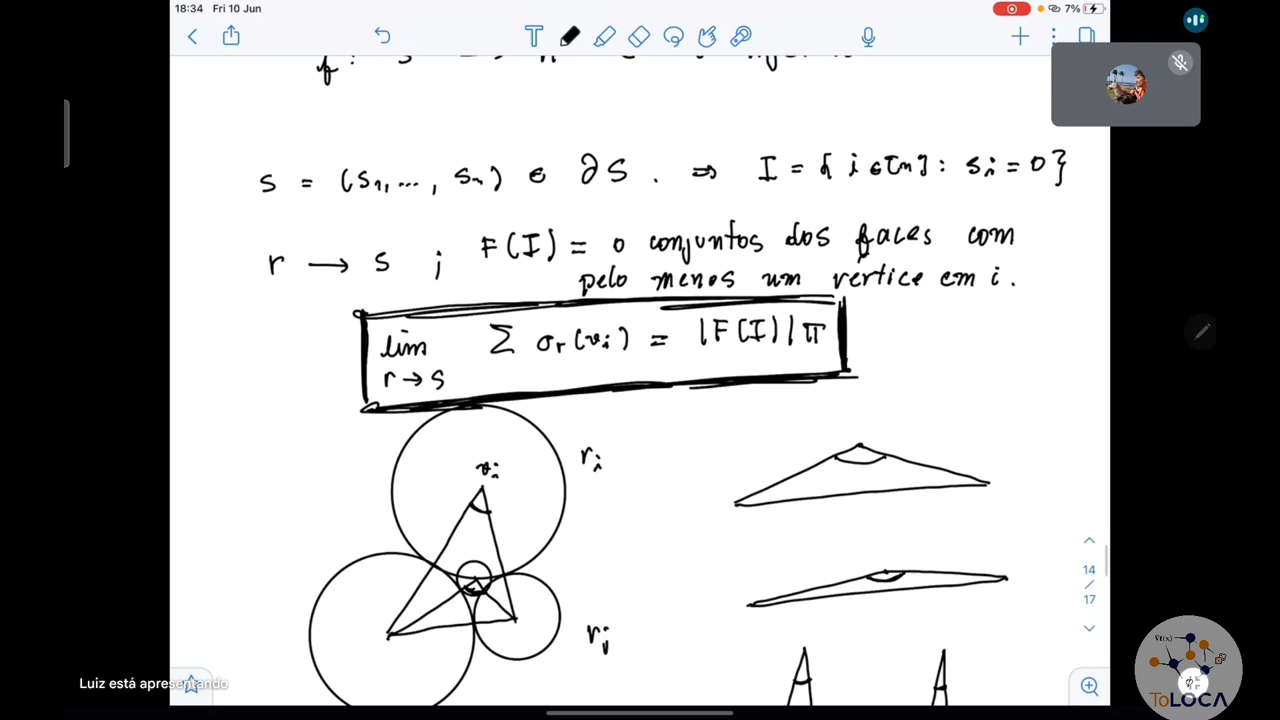 18:34 Fri 10 Jun
7%
s = (s₁,..., sₙ) ∈ ∂S . ⇒ I = { i ∈ [n] : sᵢ = 0 }
r → s ; F(I) = o conjuntos dos faces com
pelo menos um vertice em i.
lim Σ σᵣ(vᵢ) = |F(I)| π
r → s
vᵢ
rᵢ
rⱼ
14
/
17
Luiz está apresentando
∇f(x)
ToLOCA